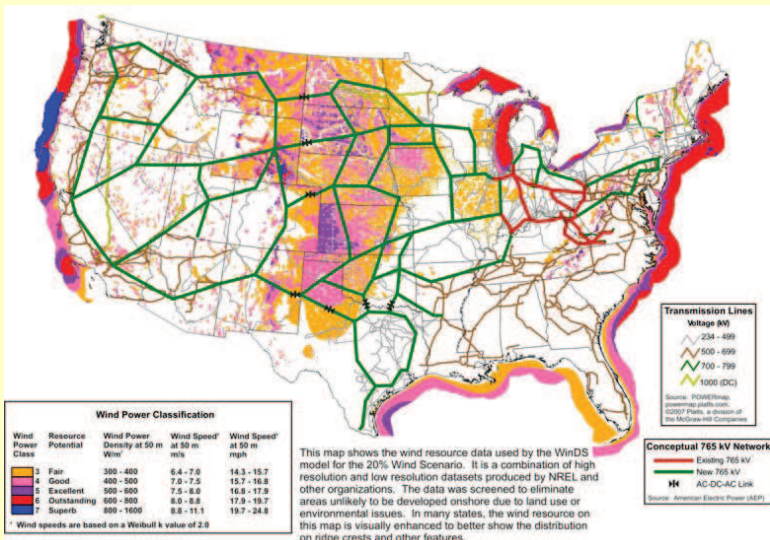 Transmission Lines
Voltage (kV)
234 - 499
500 - 699
700 - 799
1000 (DC)
Source: POWERmap,
powermap.platts.com
©2007 Platts, a division of
the McGraw-Hill Companies
Conceptual 765 kV Network
Existing 765 kV
New 765 kV
AC-DC-AC Link
Source: American Electric Power (AEP)
Wind Power Classification
Wind Power Class
Resource Potential
Wind Power Density at 50 m W/m²
Wind Speed¹ at 50 m m/s
Wind Speed¹ at 50 m mph
3 Fair 300 - 400 6.4 - 7.0 14.3 - 15.7
4 Good 400 - 500 7.0 - 7.5 15.7 - 16.8
5 Excellent 500 - 600 7.5 - 8.0 16.8 - 17.9
6 Outstanding 600 - 800 8.0 - 8.8 17.9 - 19.7
7 Superb 800 - 1600 8.8 - 11.1 19.7 - 24.8
¹ Wind speeds are based on a Weibull k value of 2.0
This map shows the wind resource data used by the WinDS
model for the 20% Wind Scenario. It is a combination of high
resolution and low resolution datasets produced by NREL and
other organizations. The data was screened to eliminate
areas unlikely to be developed onshore due to land use or
environmental issues. In many states, the wind resource on
this map is visually enhanced to better show the distribution
on ridge crests and other features.